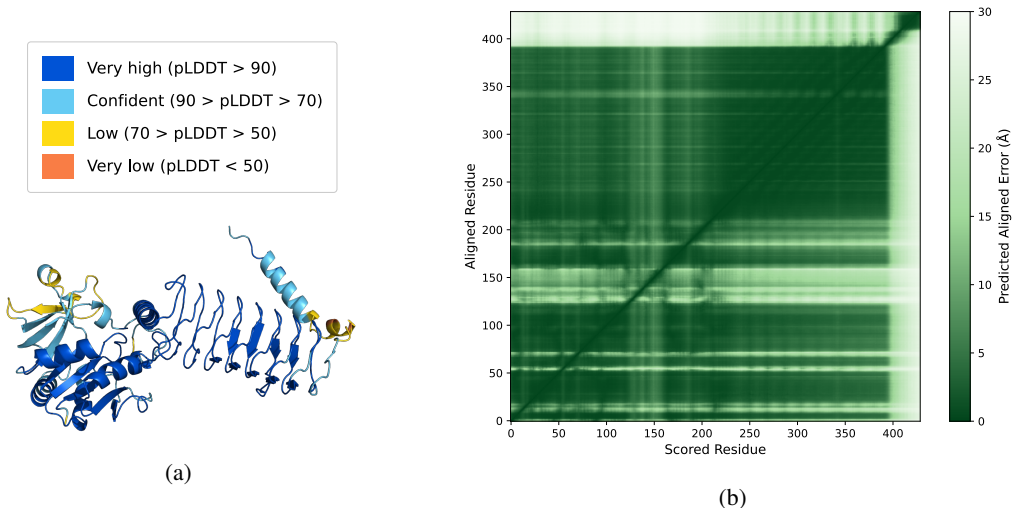 Very high (pLDDT > 90)
Confident (90 > pLDDT > 70)
Low (70 > pLDDT > 50)
Very low (pLDDT < 50)
(a)
400
350
300
250
200
150
100
50
0
Aligned Residue
0 50 100 150 200 250 300 350 400
Scored Residue
30
25
20
15
10
5
0
Predicted Aligned Error (Å)
(b)